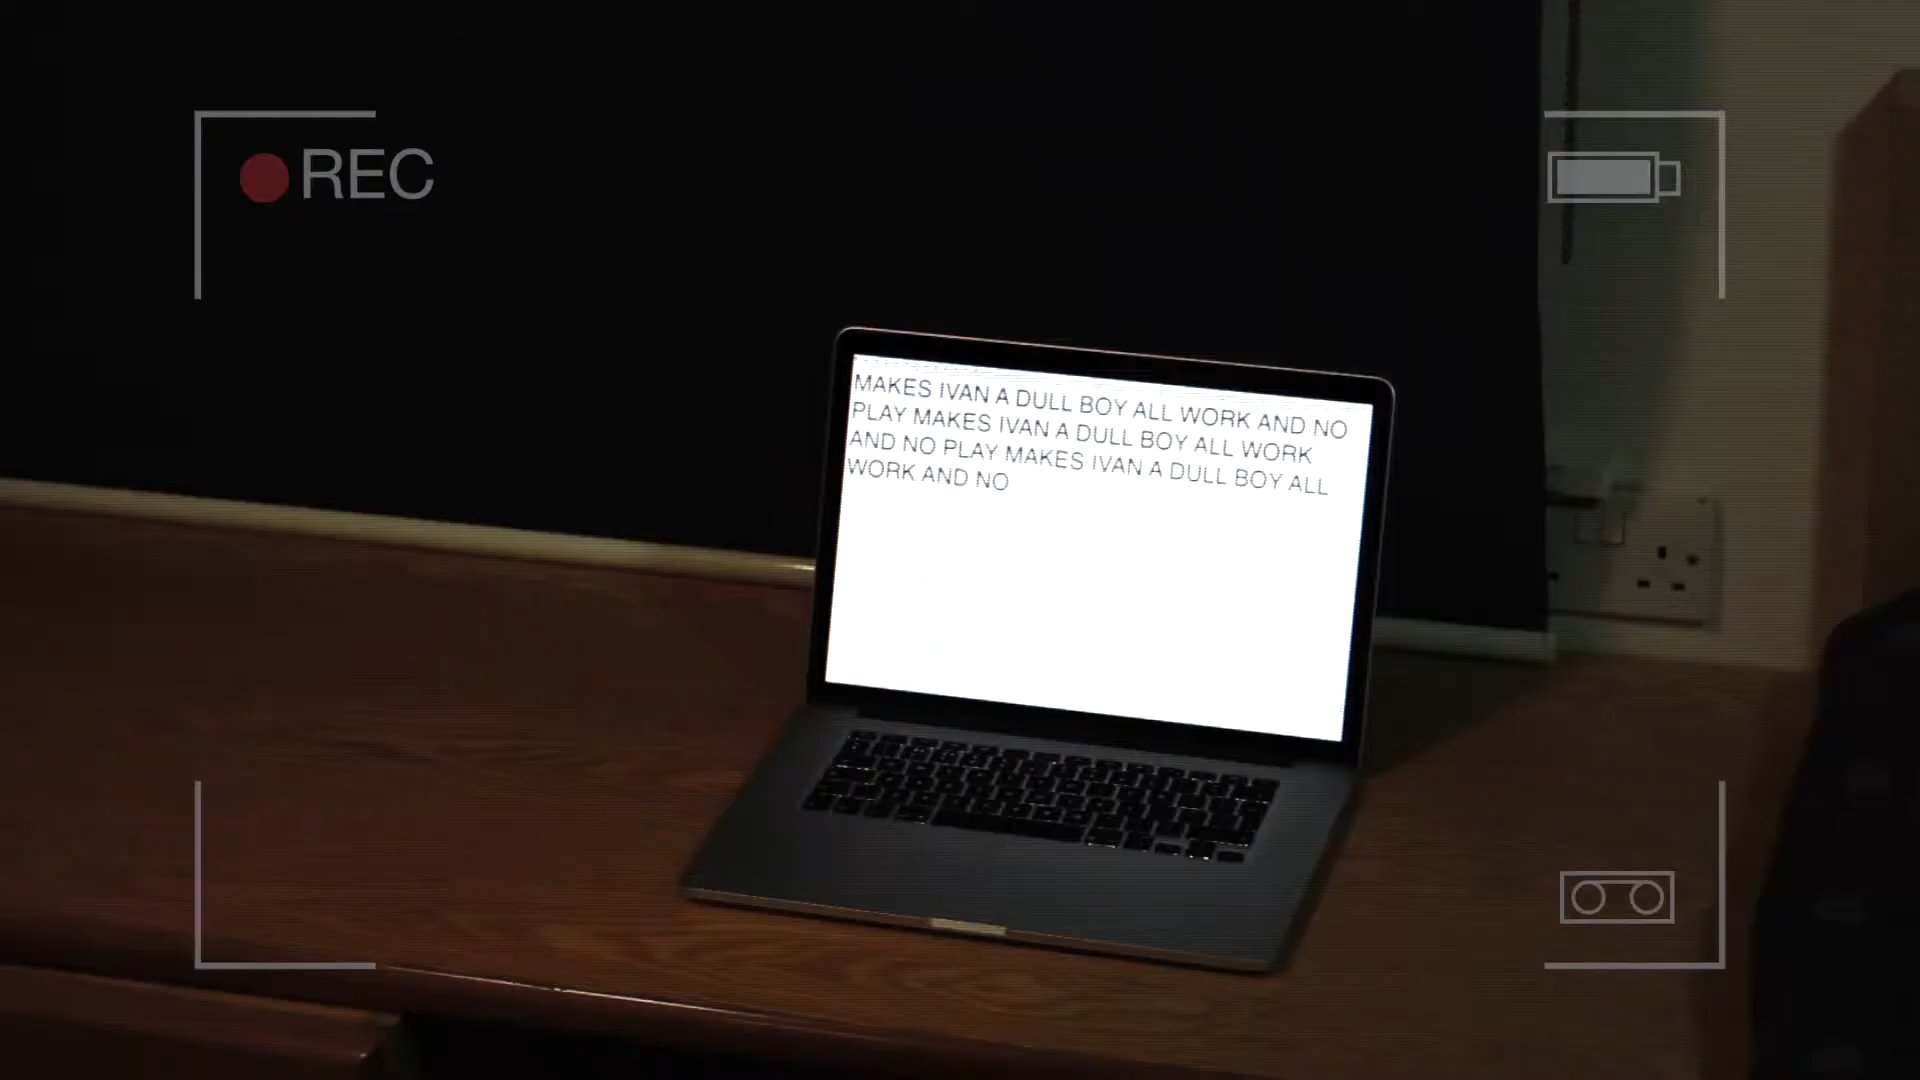 REC
MAKES IVAN A DULL BOY ALL WORK AND NO
PLAY MAKES IVAN A DULL BOY ALL WORK
AND NO PLAY MAKES IVAN A DULL BOY ALL
WORK AND NO